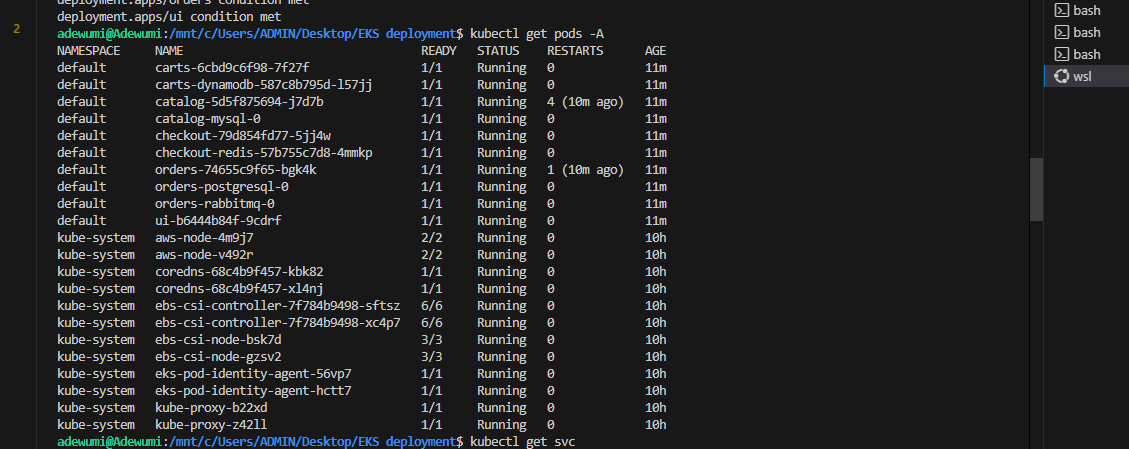 deployment.apps/orders condition met
deployment.apps/ui condition met
2
adewumi@Adewumi:/mnt/c/Users/ADMIN/Desktop/EKS deployment$ kubectl get pods -A
NAMESPACE NAME READY STATUS RESTARTS AGE
default carts-6cbd9c6f98-7f27f 1/1 Running 0 11m
default carts-dynamodb-587c8b795d-l57jj 1/1 Running 0 11m
default catalog-5d5f875694-j7d7b 1/1 Running 4 (10m ago) 11m
default catalog-mysql-0 1/1 Running 0 11m
default checkout-79d854fd77-5jj4w 1/1 Running 0 11m
default checkout-redis-57b755c7d8-4mmkp 1/1 Running 0 11m
default orders-74655c9f65-bgk4k 1/1 Running 1 (10m ago) 11m
default orders-postgresql-0 1/1 Running 0 11m
default orders-rabbitmq-0 1/1 Running 0 11m
default ui-b6444b84f-9cdrf 1/1 Running 0 11m
kube-system aws-node-4m9j7 2/2 Running 0 10h
kube-system aws-node-v492r 2/2 Running 0 10h
kube-system coredns-68c4b9f457-kbk82 1/1 Running 0 10h
kube-system coredns-68c4b9f457-xl4nj 1/1 Running 0 10h
kube-system ebs-csi-controller-7f784b9498-sftsz 6/6 Running 0 10h
kube-system ebs-csi-controller-7f784b9498-xc4p7 6/6 Running 0 10h
kube-system ebs-csi-node-bsk7d 3/3 Running 0 10h
kube-system ebs-csi-node-gzsv2 3/3 Running 0 10h
kube-system eks-pod-identity-agent-56vp7 1/1 Running 0 10h
kube-system eks-pod-identity-agent-hctt7 1/1 Running 0 10h
kube-system kube-proxy-b22xd 1/1 Running 0 10h
kube-system kube-proxy-z42ll 1/1 Running 0 10h
adewumi@Adewumi:/mnt/c/Users/ADMIN/Desktop/EKS deployment$ kubectl get svc
bash
bash
bash
wsl